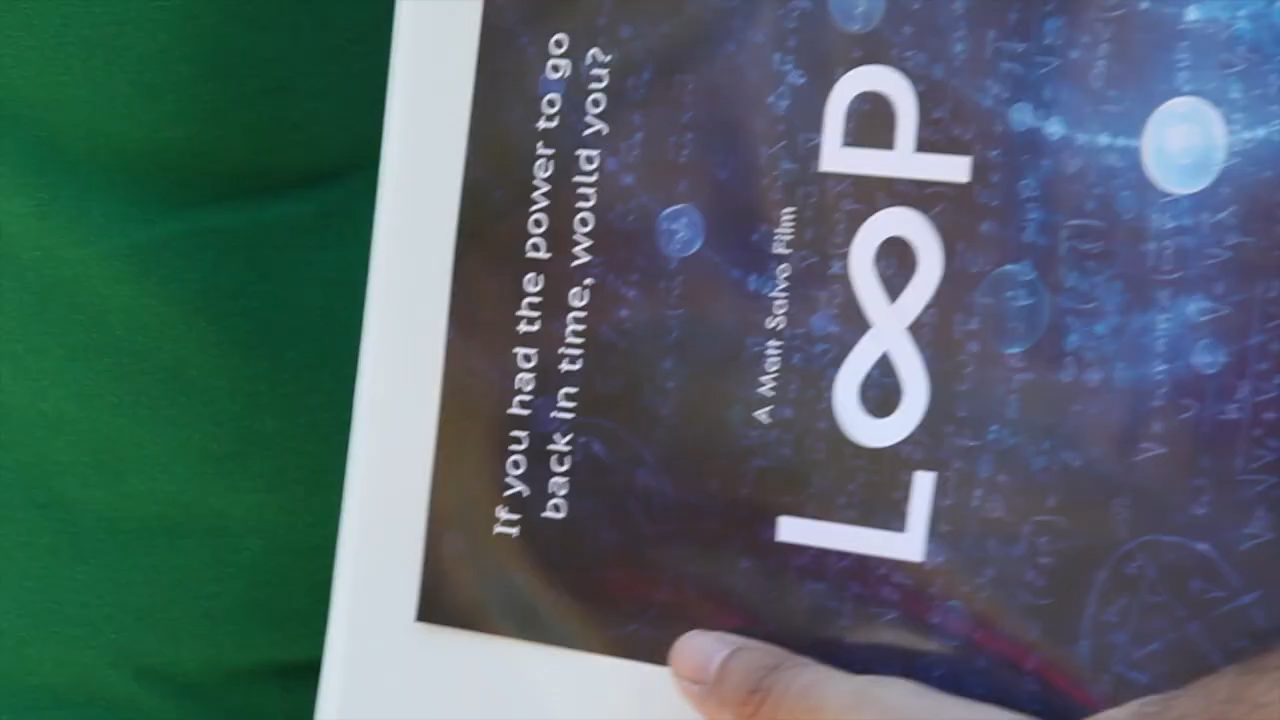 If you had the power to go
back in time, would you?
A Matt Salvo Film
L∞P